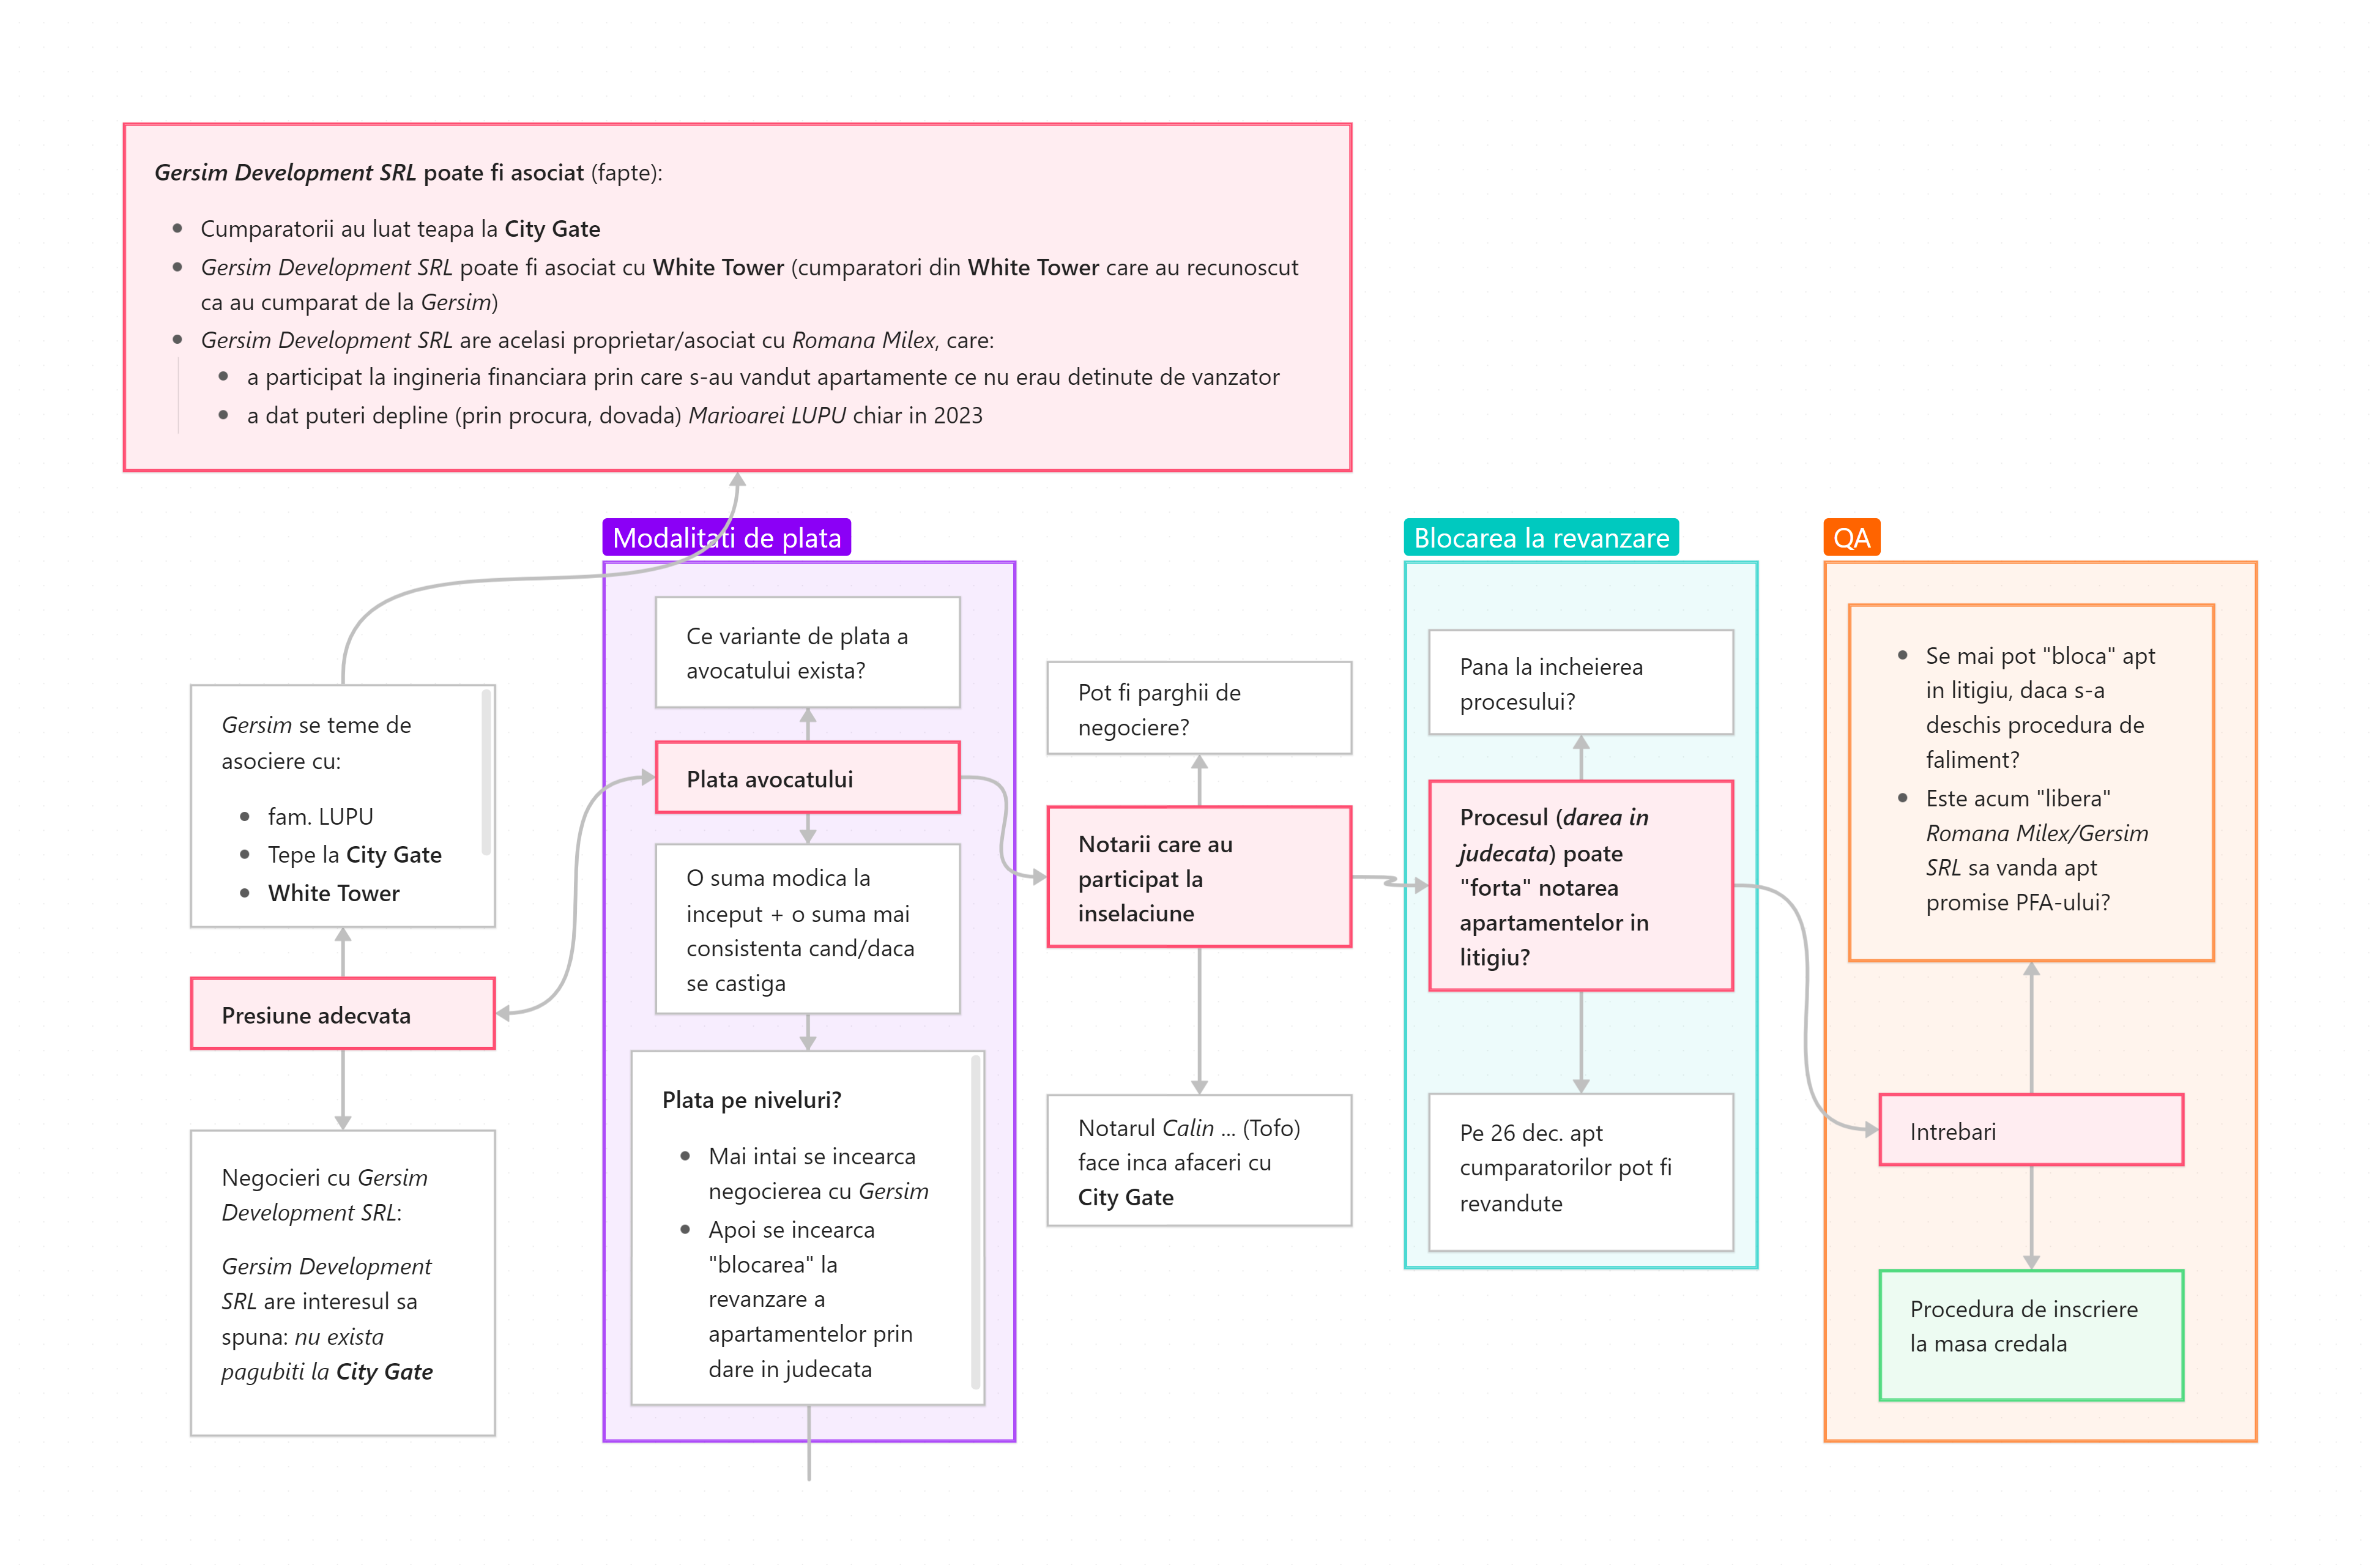 Gersim Development SRL poate fi asociat (fapte):
Cumparatorii au luat teapa la City Gate
Gersim Development SRL poate fi asociat cu White Tower (cumparatori din White Tower care au recunoscut
ca au cumparat de la Gersim)
Gersim Development SRL are acelasi proprietar/asociat cu Romana Milex, care:
a participat la ingineria financiara prin care s-au vandut apartamente ce nu erau detinute de vanzator
a dat puteri depline (prin procura, dovada) Marioarei LUPU chiar in 2023
Gersim se teme de
asociere cu:
fam. LUPU
Tepe la City Gate
White Tower
Presiune adecvata
Negocieri cu Gersim
Development SRL:
Gersim Development
SRL are interesul sa
spuna: nu exista
pagubiti la City Gate
Modalitati de plata
Ce variante de plata a
avocatului exista?
Plata avocatului
O suma modica la
inceput + o suma mai
consistenta cand/daca
se castiga
Plata pe niveluri?
Mai intai se incearca
negocierea cu Gersim
Apoi se incearca
"blocarea" la
revanzare a
apartamentelor prin
dare in judecata
Pot fi parghii de
negociere?
Notarii care au
participat la
inselaciune
Notarul Calin ... (Tofo)
face inca afaceri cu
City Gate
Blocarea la revanzare
Pana la incheierea
procesului?
Procesul (darea in
judecata) poate
"forta" notarea
apartamentelor in
litigiu?
Pe 26 dec. apt
cumparatorilor pot fi
revandute
QA
Se mai pot "bloca" apt
in litigiu, daca s-a
deschis procedura de
faliment?
Este acum "libera"
Romana Milex/Gersim
SRL sa vanda apt
promise PFA-ului?
Intrebari
Procedura de inscriere
la masa credala